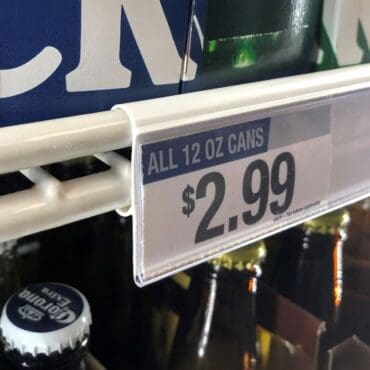 ALL 12 OZ CANS
$2.99
Corona
Extra